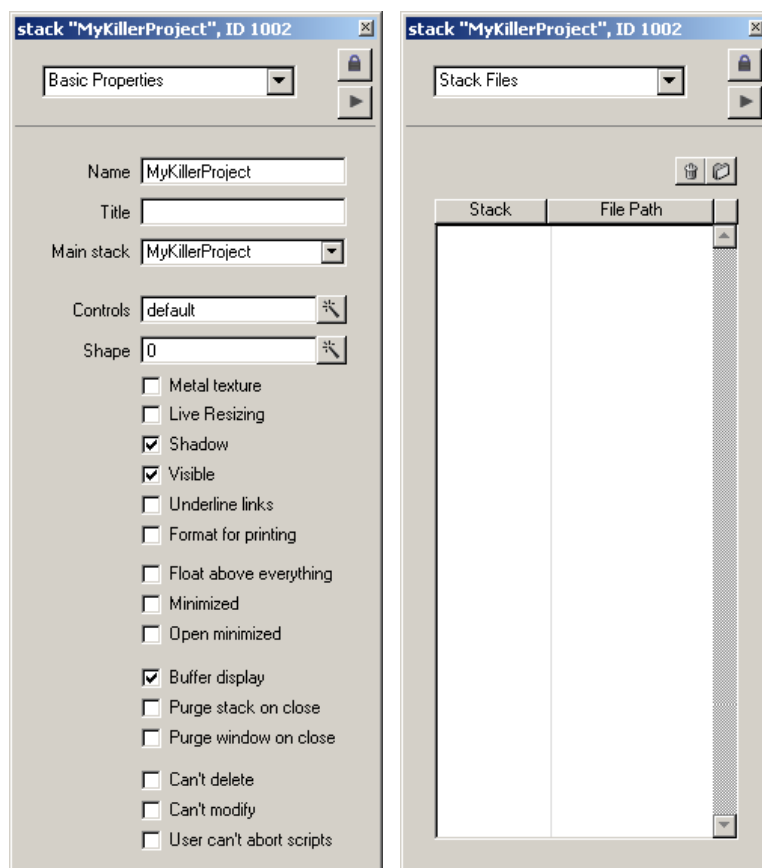 stack "MyKillerProject", ID 1002
Basic Properties
Name MyKillerProject
Title
Main stack MyKillerProject
Controls default
Shape 0
Metal texture
Live Resizing
Shadow
Visible
Underline links
Format for printing
Float above everything
Minimized
Open minimized
Buffer display
Purge stack on close
Purge window on close
Can't delete
Can't modify
User can't abort scripts
stack "MyKillerProject", ID 1002
Stack Files
Stack File Path